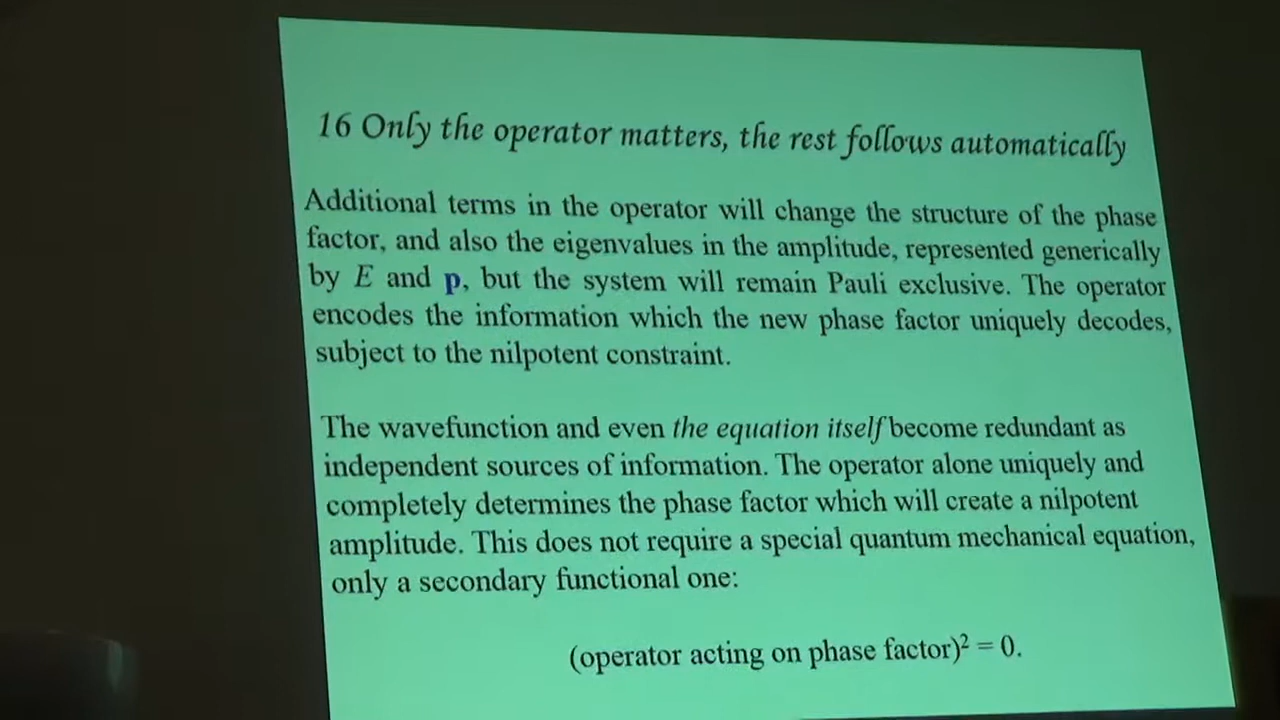 16 Only the operator matters, the rest follows automatically
Additional terms in the operator will change the structure of the phase
factor, and also the eigenvalues in the amplitude, represented generically
by E and p, but the system will remain Pauli exclusive. The operator
encodes the information which the new phase factor uniquely decodes,
subject to the nilpotent constraint.
The wavefunction and even the equation itself become redundant as
independent sources of information. The operator alone uniquely and
completely determines the phase factor which will create a nilpotent
amplitude. This does not require a special quantum mechanical equation,
only a secondary functional one:
(operator acting on phase factor)² = 0.